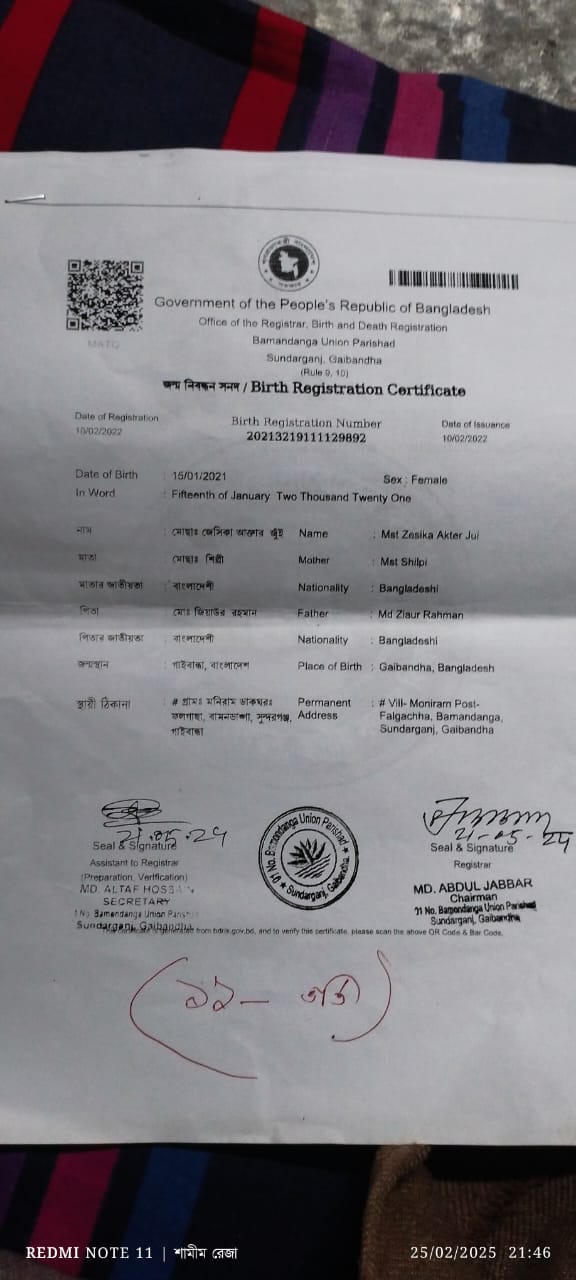 Government of the People's Republic of Bangladesh
Office of the Registrar, Birth and Death Registration
Bamandanga Union Parishad
Sundarganj, Gaibandha
(Rule 9, 10)
জন্ম নিবন্ধন সনদ / Birth Registration Certificate
Date of Registration Birth Registration Number Date of Issuance
10/02/2022 20213219111129892 10/02/2022
Date of Birth : 15/01/2021 Sex : Female
In Word : Fifteenth of January Two Thousand Twenty One
নাম : মোছাঃ জেসিকা আক্তার জুঁই Name : Mst Zesika Akter Jui
মাতা : মোছাঃ শিল্পী Mother : Mst Shilpi
মাতার জাতীয়তা : বাংলাদেশী Nationality : Bangladeshi
পিতা : মোঃ জিয়াউর রহমান Father : Md Ziaur Rahman
পিতার জাতীয়তা : বাংলাদেশী Nationality : Bangladeshi
জন্মস্থান : গাইবান্ধা, বাংলাদেশ Place of Birth : Gaibandha, Bangladesh
স্থায়ী ঠিকানা : # গ্রামঃ মনিরাম ডাকঘরঃ Permanent : # Vill- Moniram Post-
ফলগাছা, বামনডাঙ্গা, সুন্দরগঞ্জ, Address Falgachha, Bamandanga,
গাইবান্ধা Sundarganj, Gaibandha
21.05.24 21-05-24
Seal & Signature Seal & Signature
Assistant to Registrar Registrar
(Preparation, Verification)
MD. ALTAF HOSSAIN MD. ABDUL JABBAR
SECRETARY Chairman
1 No. Bamandanga Union Parishad 01 No. Bamondanga Union Parishad
Sundarganj, Gaibandha Sundarganj, Gaibandha
01 No. Bamondanga Union Parishad
Sundarganj, Gaibandha.
This certificate is generated from bdris.gov.bd, and to verify this certificate, please scan the above QR Code & Bar Code.
REDMI NOTE 11 | শামীম রেজা 25/02/2025 21:46